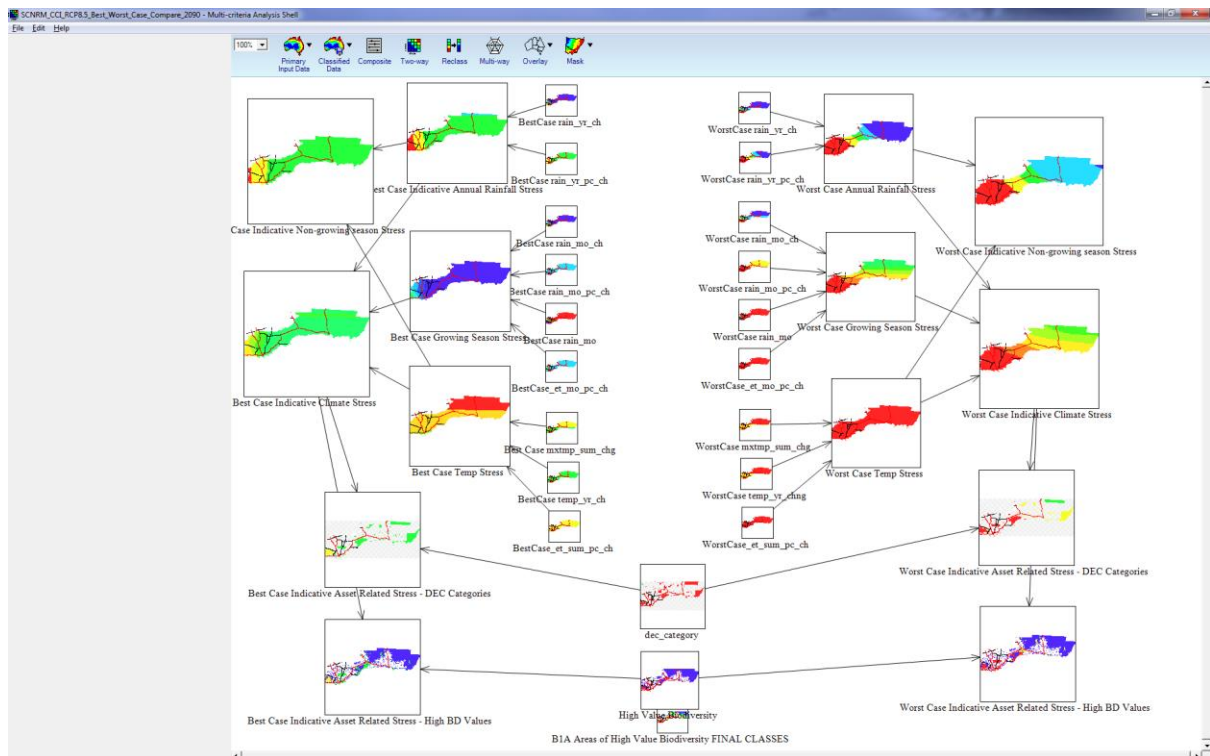 SCNRM_CCI_RCP8.5_Best_Worst_Case_Compare_2090 - Multi-criteria Analysis Shell
File Edit Help
100%
Primary Input Data
Classified Data
Composite
Two-way
Reclass
Multi-way
Overlay
Mask
BestCase rain_yr_ch
BestCase rain_yr_pc_ch
est Case Indicative Annual Rainfall Stress
Case Indicative Non-growing season Stress
BestCase rain_mo_ch
BestCase rain_mo_pc_ch
BestCase rain_mo
BestCase_et_mo_pc_ch
Best Case Growing Season Stress
Best Case Indicative Climate Stress
Best Case mxtmp_sum_chg
BestCase temp_yr_ch
BestCase_et_sum_pc_ch
Best Case Temp Stress
Best Case Indicative Asset Related Stress - DEC Categories
Best Case Indicative Asset Related Stress - High BD Values
WorstCase rain_yr_ch
WorstCase rain_yr_pc_ch
Worst Case Annual Rainfall Stress
Worst Case Indicative Non-growing season Stress
WorstCase rain_mo_ch
WorstCase rain_mo_pc_ch
WorstCase rain_mo
WorstCase_et_mo_pc_ch
Worst Case Growing Season Stress
Worst Case Indicative Climate Stress
WorstCase mxtmp_sum_chg
WorstCase temp_yr_chng
WorstCase_et_sum_pc_ch
Worst Case Temp Stress
Worst Case Indicative Asset Related Stress - DEC Categories
Worst Case Indicative Asset Related Stress - High BD Values
dec_category
High Value Biodiversity
B1A Areas of High Value Biodiversity FINAL CLASSES